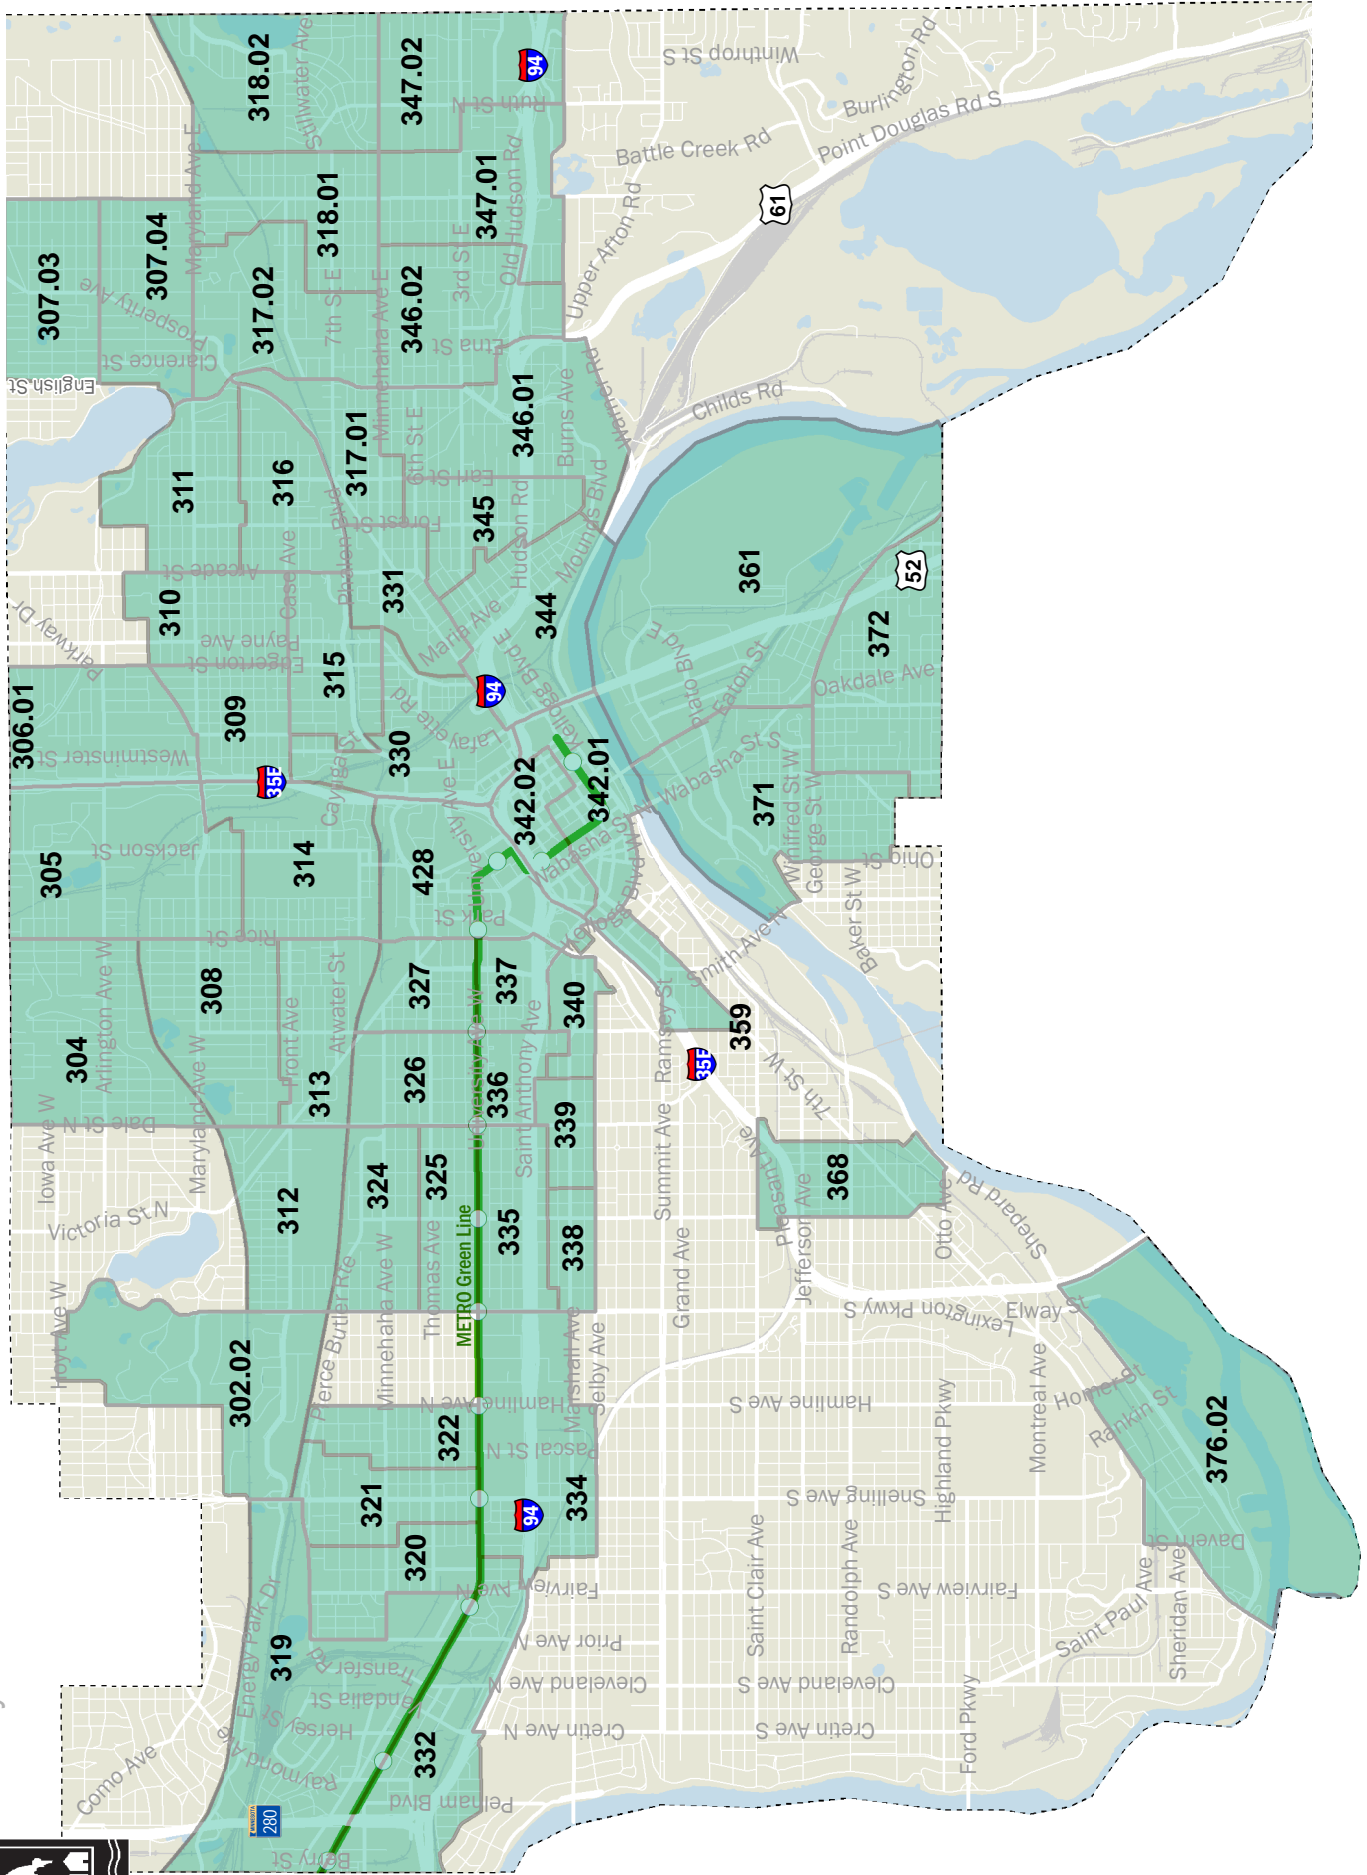 318.02
Stillwater Ave
347.02
94
Ruth St N
Winthrop St S
Burlington Rd
Point Douglas Rd S
Battle Creek Rd
Maryland Ave E
307.03
307.04
Prosperity Ave
Clarence St
English St
318.01
317.02
7th St E
Minnehaha Ave E
346.02
3rd St E
347.01
Old Hudson Rd
Etna St
Upper Afton Rd
61
Warner Rd
Childs Rd
Burns Ave
346.01
6th St E
317.01
Earl St
Hudson Rd
Mounds Blvd
345
Forest St
Phalen Blvd
316
311
Arcade St
Case Ave
310
Payne Ave
Edgerton St
Parkway Dr
331
Maria Ave
344
Kellogg Blvd E
361
52
372
Oakdale Ave
Plato Blvd E
Eaton St
Wabasha St S
315
306.01
309
Westminster St
35E
Cayuga St
330
Lafayette Rd
94
University Ave E
342.02
342.01
Wabasha St N
371
Winifred St W
George St W
Ohio St
Baker St W
305
Jackson St
314
428
Park St
Rice St
Kellogg Blvd W
Smith Ave N
304
Arlington Ave W
308
Maryland Ave W
Front Ave
Atwater St
327
337
340
University Ave W
Saint Anthony Ave
326
336
339
313
Dale St N
Iowa Ave W
Ramsey St
35E
359
7th St W
Summit Ave
Pleasant Ave
368
Jefferson Ave
Otto Ave
Shepard Rd
Victoria St N
312
324
325
335
338
Thomas Ave
Minnehaha Ave W
Pierce Butler Rte
METRO Green Line
Grand Ave
Lexington Pkwy S
Elway St
Hoyt Ave W
302.02
Hamline Ave N
Marshall Ave
Selby Ave
Hamline Ave S
Highland Pkwy
Montreal Ave
Homer St
Rankin St
376.02
322
Pascal St N
321
334
94
Snelling Ave S
Davern St
320
Fairview Ave N
Fairview Ave S
Saint Clair Ave
Randolph Ave
Saint Paul Ave
Sheridan Ave
Energy Park Dr
319
Transfer Rd
Prior Ave N
Cleveland Ave N
Cleveland Ave S
Vandalia St
Hersey St
Raymond Ave
Cretin Ave N
Cretin Ave S
Ford Pkwy
332
Pelham Blvd
Como Ave
MINNESOTA
280
Berry St